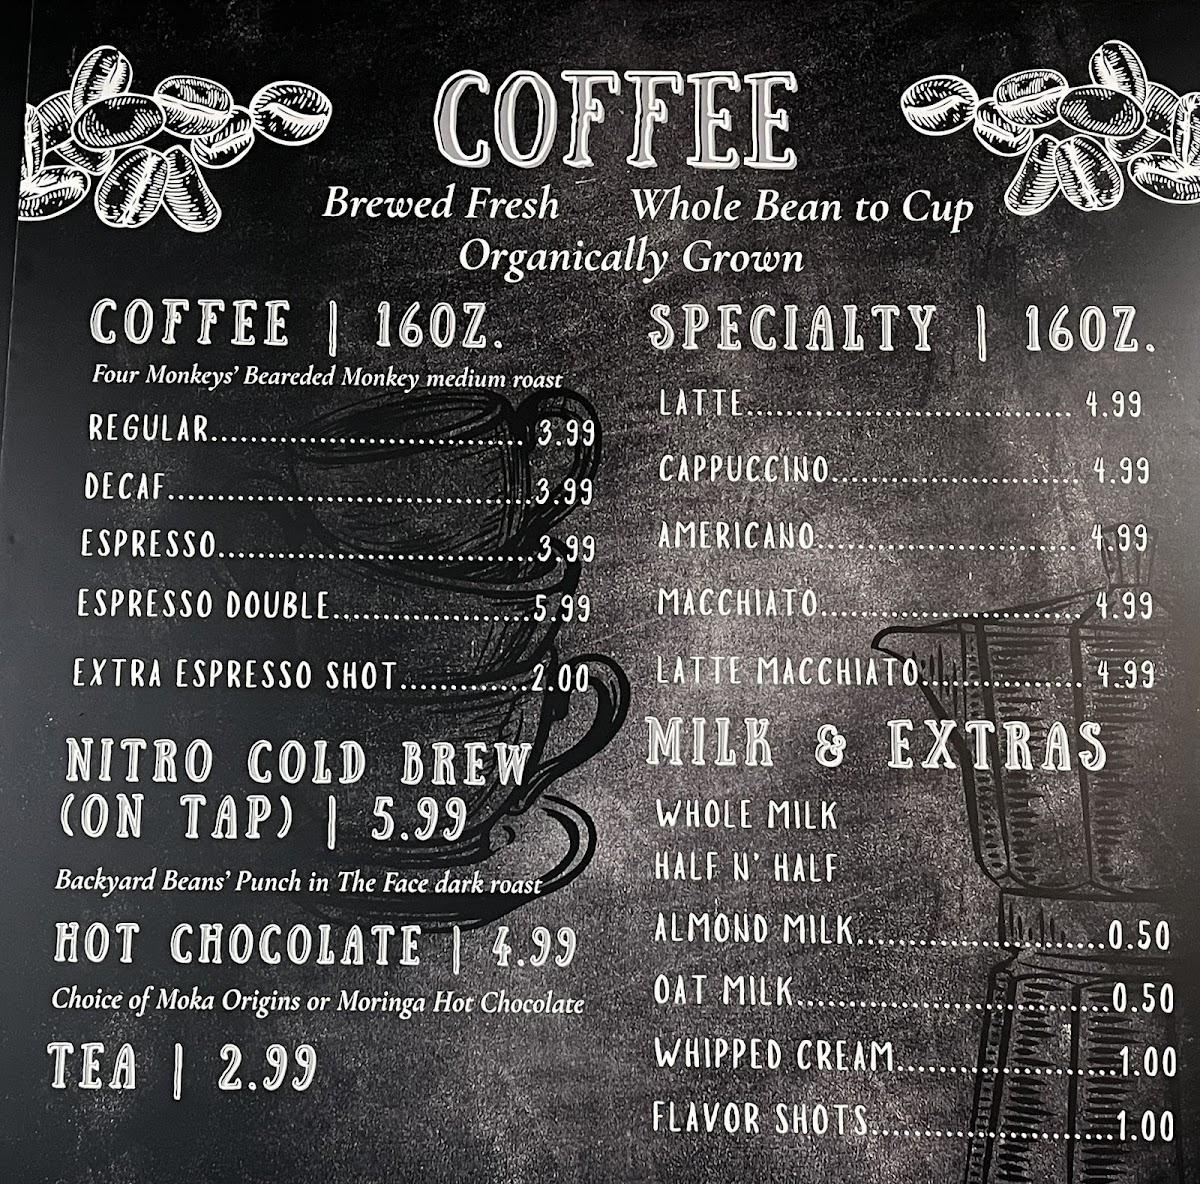 COFFEE
Brewed Fresh Whole Bean to Cup
Organically Grown
COFFEE | 16OZ.
Four Monkeys' Bearded Monkey medium roast
REGULAR..............................3.99
DECAF..................................3.99
ESPRESSO.............................3.99
ESPRESSO DOUBLE...................5.99
EXTRA ESPRESSO SHOT............2.00
NITRO COLD BREW
(ON TAP) | 5.99
Backyard Beans' Punch in The Face dark roast
HOT CHOCOLATE | 4.99
Choice of Moka Origins or Moringa Hot Chocolate
TEA | 2.99
SPECIALTY | 16OZ.
LATTE................................ 4.99
CAPPUCCINO........................ 4.99
AMERICANO......................... 4.99
MACCHIATO......................... 4.99
LATTE MACCHIATO................ 4.99
MILK & EXTRAS
WHOLE MILK
HALF N' HALF
ALMOND MILK........................0.50
OAT MILK..............................0.50
WHIPPED CREAM.....................1.00
FLAVOR SHOTS.......................1.00